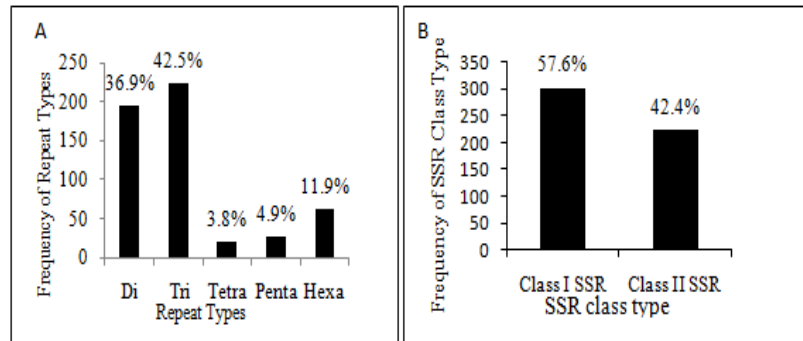 A
Frequency of Repeat Types
250
200
150
100
50
0
36.9%
42.5%
3.8%
4.9%
11.9%
Di Tri Tetra Penta Hexa
Repeat Types
B
Frequency of SSR Class Type
350
300
250
200
150
100
50
0
57.6%
42.4%
Class I SSR Class II SSR
SSR class type